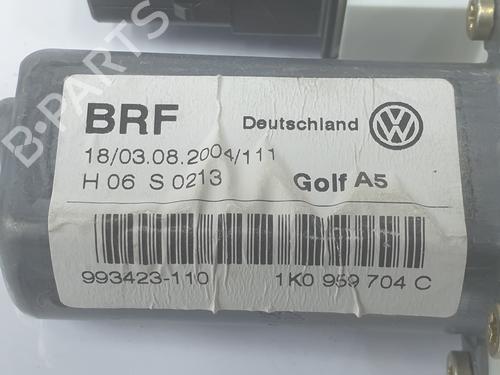 BRF Deutschland
18/03.08.2004/111
H 06 S 0213 Golf A5
993423-110 1K0 959 704 C
B-PARTS